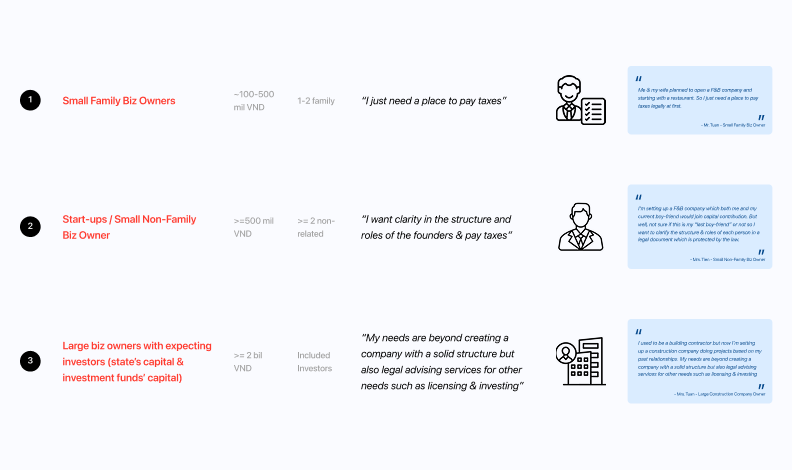 1
Small Family Biz Owners
~100-500
mil VND
1-2 family
“I just need a place to pay taxes”
"
Me & my wife planned to open a F&B company and
starting with a restaurant. So I just need a place to pay
taxes legally at first.
"
- Mr. Tuan - Small Family Biz Owner
2
Start-ups / Small Non-Family
Biz Owner
>=500 mil
VND
>= 2 non-
related
“I want clarity in the structure and
roles of the founders & pay taxes”
"
I'm setting up a F&B company which both me and my
current boy-friend would join capital contribution. But
well, not sure if this is my "last boy-friend" or not so I
want to clarify the structure & roles of each person in a
legal document which is protected by the law.
"
- Mrs. Tien - Small Non-Family Biz Owner
3
Large biz owners with expecting
investors (state's capital &
investment funds' capital)
>= 2 bil
VND
Included
Investors
“My needs are beyond creating a
company with a solid structure but
also legal advising services for other
needs such as licensing & investing”
"
I used to be a building contractor but now I'm setting
up a construction company doing projects based on my
past relationships. My needs are beyond creating a
company with a solid structure but also legal advising
services for other needs such as licensing & investing
"
- Mrs. Tuan - Large Construction Company Owner